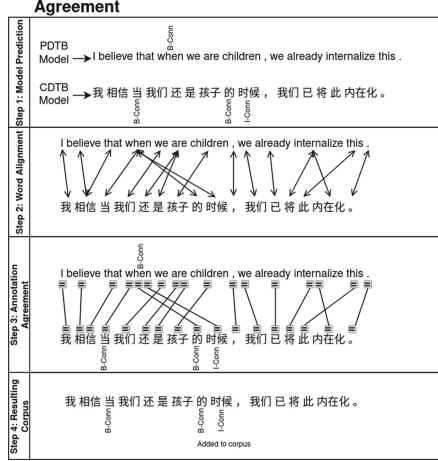 Agreement
Step 1: Model Prediction
B-Conn
PDTB
Model
I believe that when we are children , we already internalize this .
CDTB
Model
我 相信 当 我们 还 是 孩子 的 时候 , 我们 已 将 此 内在化 。
B-Conn
B-Conn
I-Conn
Step 2: Word Alignment
I believe that when we are children , we already internalize this .
我 相信 当 我们 还 是 孩子 的 时候 , 我们 已 将 此 内在化 。
Step 3: Annotation
Agreement
B-Conn
I believe that when we are children , we already internalize this .
我 相信 当 我们 还 是 孩子 的 时候 , 我们 已 将 此 内在化 。
B-Conn
B-Conn
I-Conn
Step 4: Resulting
Corpus
我 相信 当 我们 还 是 孩子 的 时候 , 我们 已 将 此 内在化 。
B-Conn
B-Conn
I-Conn
Added to corpus